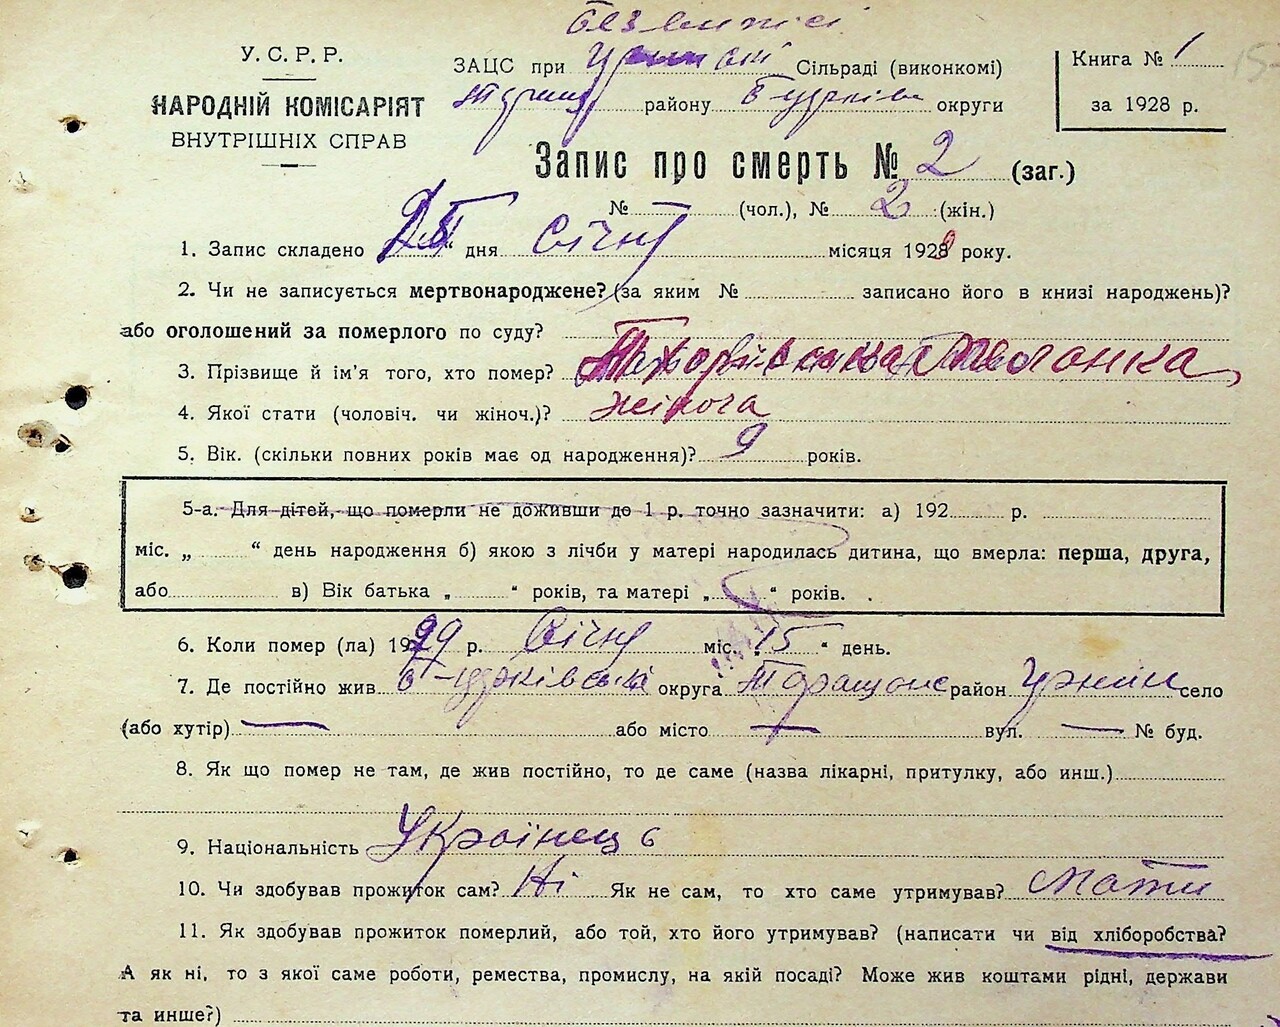 У.С.Р.Р.
НАРОДНІЙ КОМІСАРІЯТ
ВНУТРІШНІХ СПРАВ
ЗАЦС при Сільраді (виконкомі)
району округи
Книга № 1
за 1928 р.
15
Запис про смерть № 2 (заг.)
№ — (чол.), № 2 (жін.)
1. Запис складено “ дня Січня місяця 1929 року.
2. Чи не записується мертвонароджене? (за яким № записано його в книзі народжень)?
або оголошений за померлого по суду?
3. Прізвище й ім'я того, хто помер?
4. Якої стати (чоловіч. чи жіноч.)? жіноча
5. Вік. (скільки повних років має од народження)? 9 років.
5-а. Для дітей, що померли не доживши до 1 р. точно зазначити: а) 192 р.
міс. „ “ день народження б) якою з лічби у матері народилась дитина, що вмерла: перша, друга,
або в) Вік батька „ “ років, та матері „ “ років.
6. Коли помер (ла) 1929 р. Січня міс. „15“ день.
7. Де постійно жив Б-Церківська округа Таращанс район село
(або хутір) — або місто — вул. — № буд.
8. Як що помер не там, де жив постійно, то де саме (назва лікарні, притулку, або инш.)
9. Національність Українець
10. Чи здобував прожиток сам? Ні Як не сам, то хто саме утримував? Мати
11. Як здобував прожиток померлий, або той, хто його утримував? (написати чи від хліборобства?
А як ні, то з якої саме роботи, ремества, промислу, на якій посаді? Може жив коштами рідні, держави
та инше?)